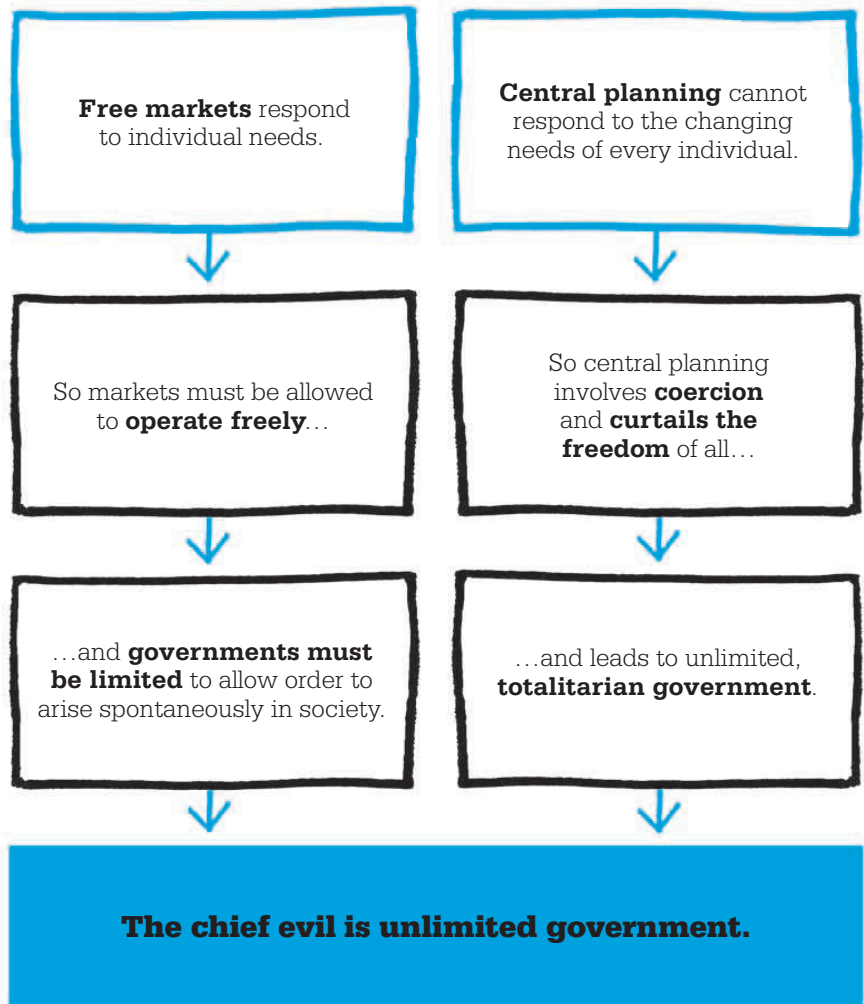 Free markets respond
to individual needs.
Central planning cannot
respond to the changing
needs of every individual.
So markets must be allowed
to operate freely…
So central planning
involves coercion
and curtails the
freedom of all…
…and governments must
be limited to allow order to
arise spontaneously in society.
…and leads to unlimited,
totalitarian government.
The chief evil is unlimited government.